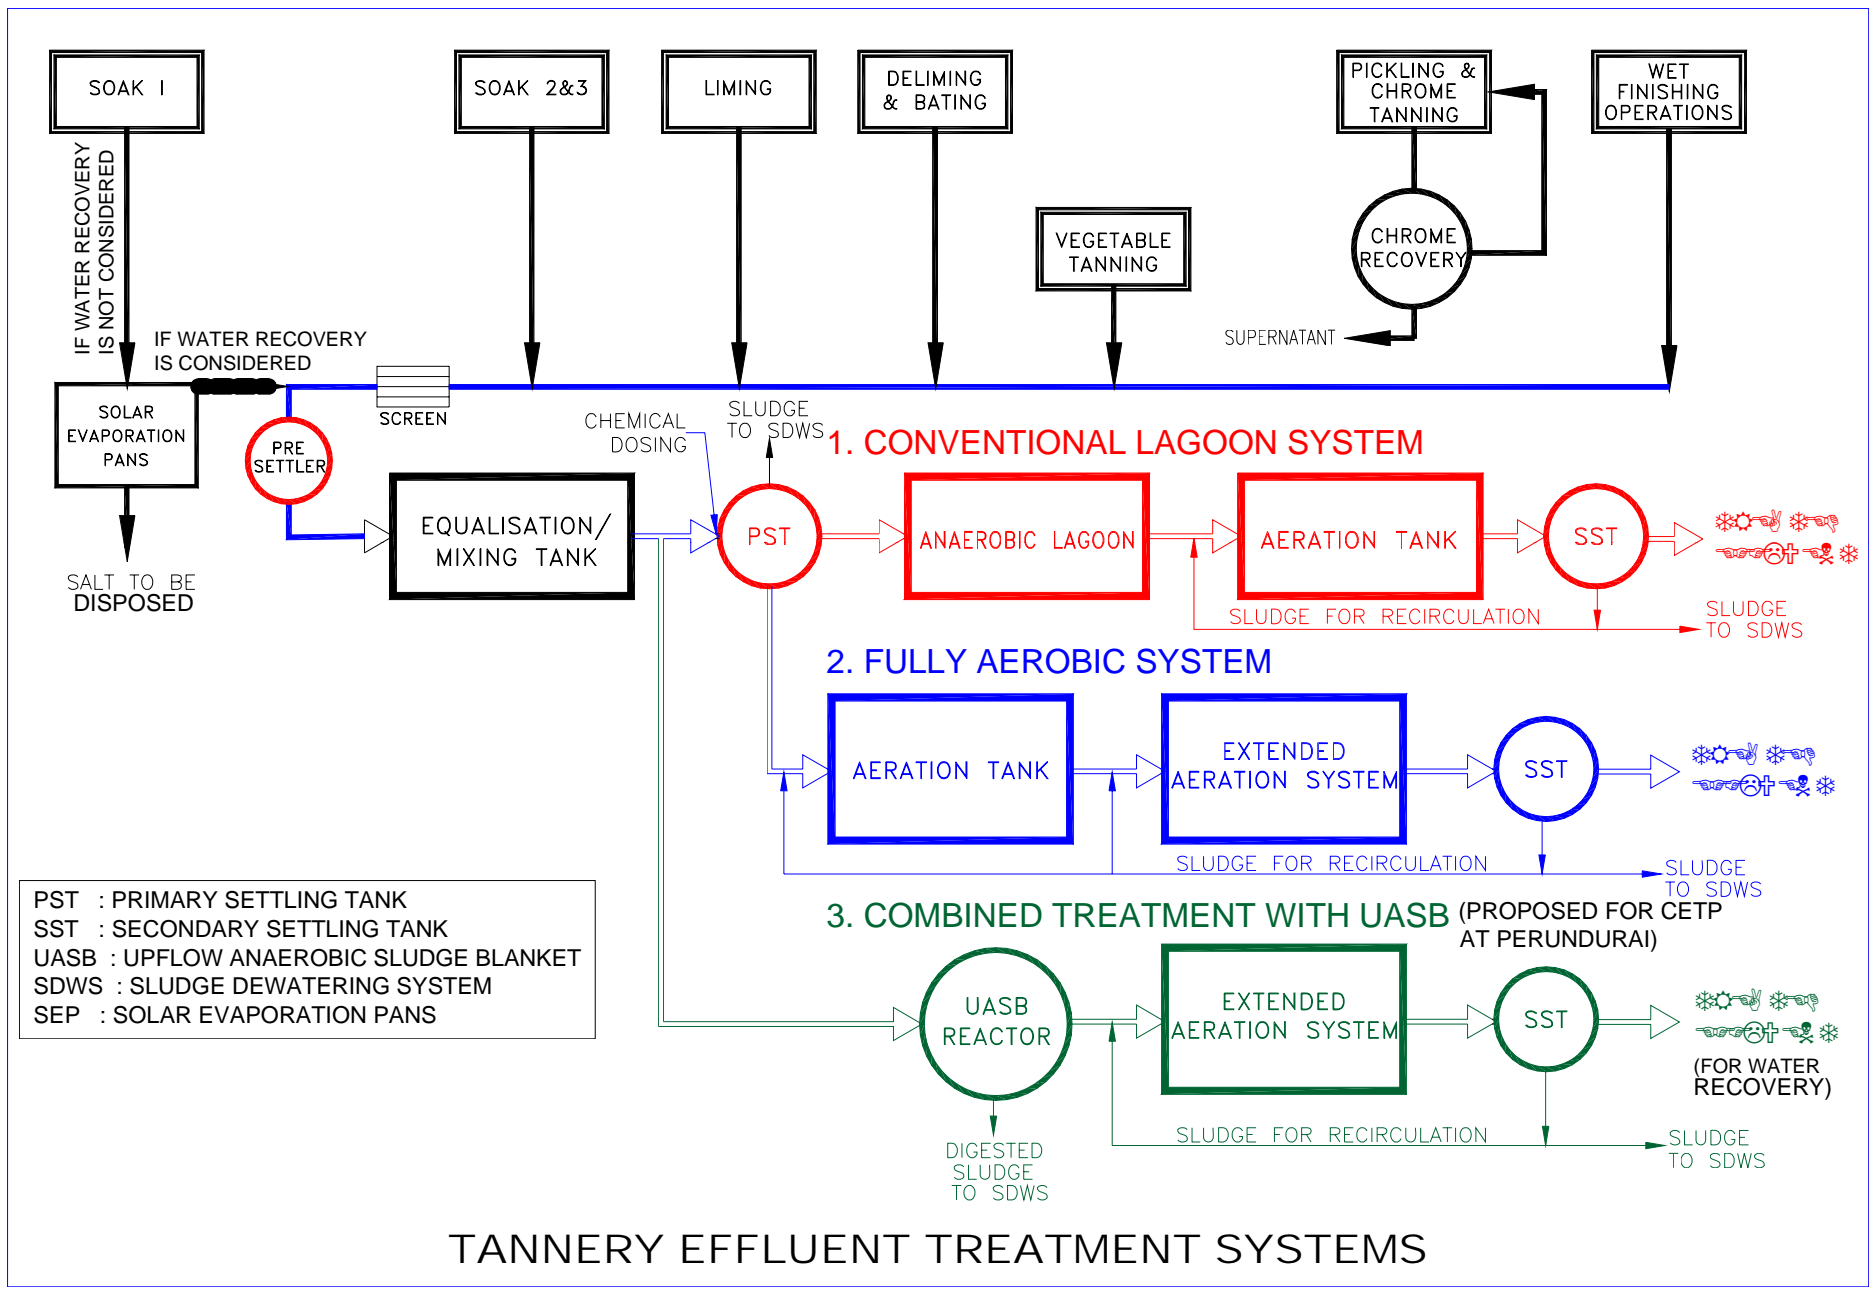 SOAK I
SOAK 2&3
LIMING
DELIMING
& BATING
PICKLING &
CHROME
TANNING
WET
FINISHING
OPERATIONS
IF WATER RECOVERY
IS NOT CONSIDERED
VEGETABLE
TANNING
CHROME
RECOVERY
SUPERNATANT
IF WATER RECOVERY
IS CONSIDERED
SOLAR
EVAPORATION
PANS
SCREEN
PRE
SETTLER
CHEMICAL
DOSING
SLUDGE
TO SDWS
SALT TO BE
DISPOSED
EQUALISATION/
MIXING TANK
PST
1. CONVENTIONAL LAGOON SYSTEM
ANAEROBIC LAGOON
AERATION TANK
SST
SLUDGE FOR RECIRCULATION
SLUDGE
TO SDWS
2. FULLY AEROBIC SYSTEM
AERATION TANK
EXTENDED
AERATION SYSTEM
SST
SLUDGE FOR RECIRCULATION
SLUDGE
TO SDWS
PST : PRIMARY SETTLING TANK
SST : SECONDARY SETTLING TANK
UASB : UPFLOW ANAEROBIC SLUDGE BLANKET
SDWS : SLUDGE DEWATERING SYSTEM
SEP : SOLAR EVAPORATION PANS
3. COMBINED TREATMENT WITH UASB (PROPOSED FOR CETP
AT PERUNDURAI)
UASB
REACTOR
EXTENDED
AERATION SYSTEM
SST
(FOR WATER
RECOVERY)
SLUDGE FOR RECIRCULATION
SLUDGE
TO SDWS
DIGESTED
SLUDGE
TO SDWS
TANNERY EFFLUENT TREATMENT SYSTEMS